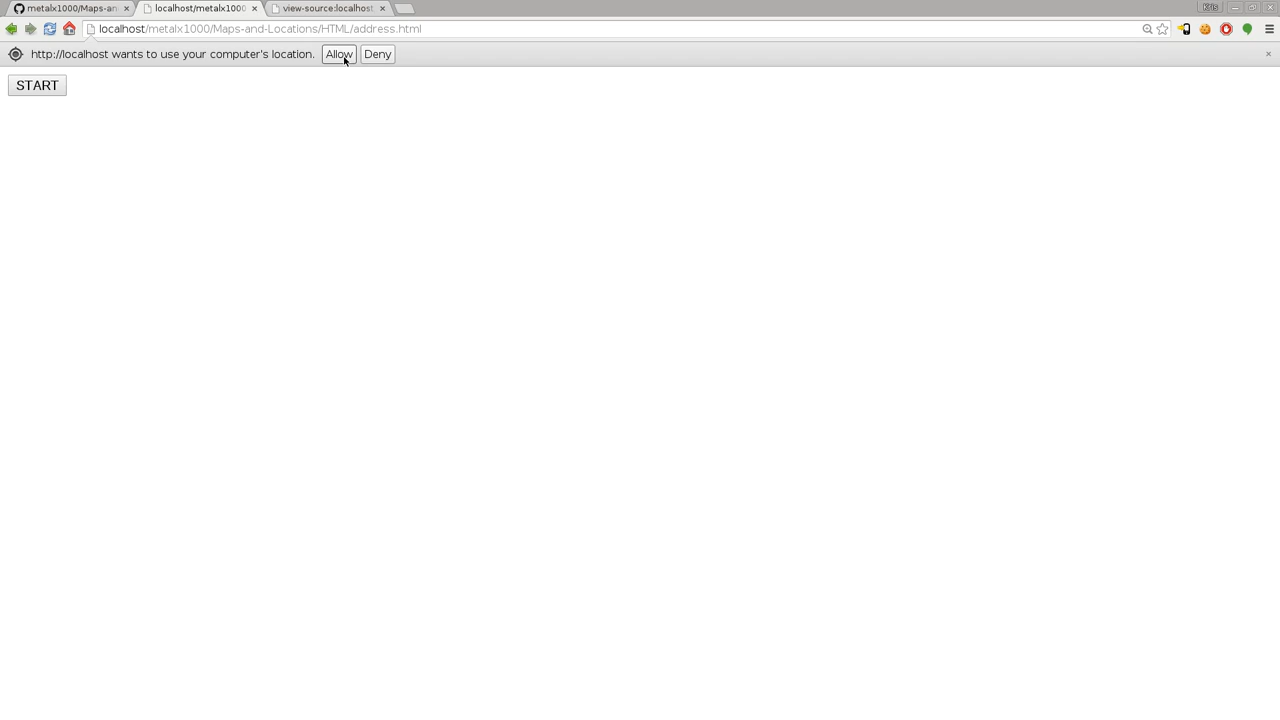 metalx1000/Maps-an
localhost/metalx1000
view-source:localhost
Kris
localhost/metalx1000/Maps-and-Locations/HTML/address.html
http://localhost wants to use your computer's location. Allow Deny
START